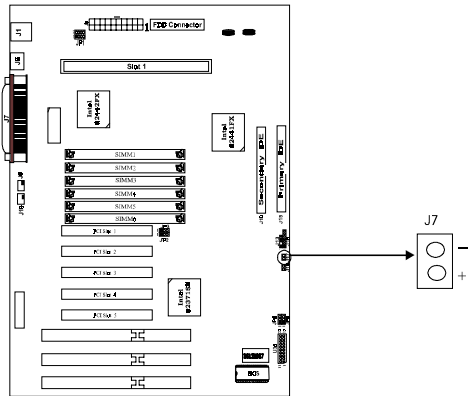 J1
FDD Connector
1
Slot 1
J7
Intel
82442FX
Intel
82441FX
SIMM1
SIMM2
SIMM3
SIMM4
SIMM5
SIMM6
Secondary IDE
Primary IDE
PCI Slot 1
PCI Slot 2
PCI Slot 3
PCI Slot 4
PCI Slot 5
Intel
82371SB
BIOS
J7
−
+